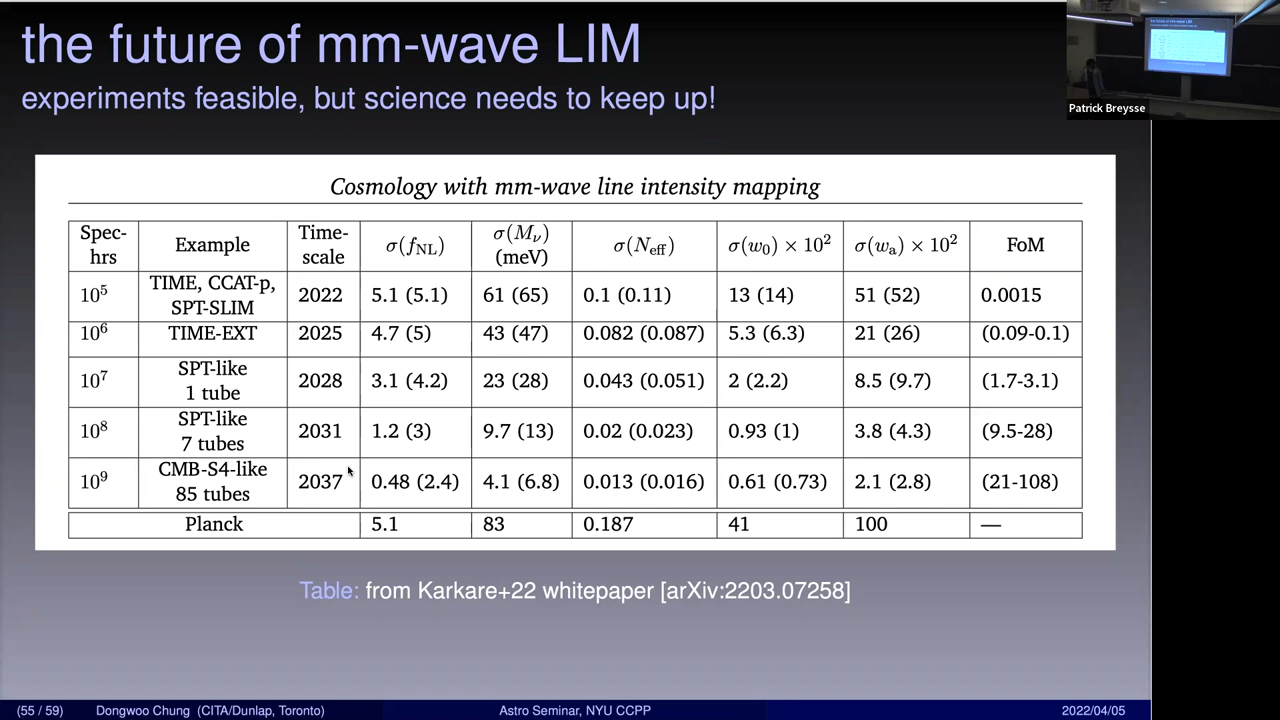 the future of mm-wave LIM
experiments feasible, but science needs to keep up!
Patrick Breysse
Cosmology with mm-wave line intensity mapping
Spec-hrs Example Time-scale σ(f_NL) σ(M_ν) (meV) σ(N_eff) σ(w_0) × 10² σ(w_a) × 10² FoM
10⁵ TIME, CCAT-p, SPT-SLIM 2022 5.1 (5.1) 61 (65) 0.1 (0.11) 13 (14) 51 (52) 0.0015
10⁶ TIME-EXT 2025 4.7 (5) 43 (47) 0.082 (0.087) 5.3 (6.3) 21 (26) (0.09-0.1)
10⁷ SPT-like 1 tube 2028 3.1 (4.2) 23 (28) 0.043 (0.051) 2 (2.2) 8.5 (9.7) (1.7-3.1)
10⁸ SPT-like 7 tubes 2031 1.2 (3) 9.7 (13) 0.02 (0.023) 0.93 (1) 3.8 (4.3) (9.5-28)
10⁹ CMB-S4-like 85 tubes 2037 0.48 (2.4) 4.1 (6.8) 0.013 (0.016) 0.61 (0.73) 2.1 (2.8) (21-108)
Planck 5.1 83 0.187 41 100 —
Table: from Karkare+22 whitepaper [arXiv:2203.07258]
(55 / 59) Dongwoo Chung (CITA/Dunlap, Toronto) Astro Seminar, NYU CCPP 2022/04/05